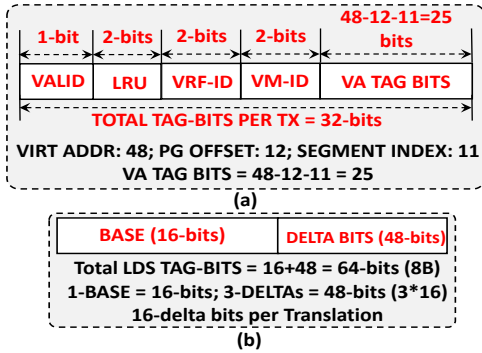 48-12-11=25
1-bit 2-bits 2-bits 2-bits bits
VALID LRU VRF-ID VM-ID VA TAG BITS
TOTAL TAG-BITS PER TX = 32-bits
VIRT ADDR: 48; PG OFFSET: 12; SEGMENT INDEX: 11
VA TAG BITS = 48-12-11 = 25
(a)
BASE (16-bits) DELTA BITS (48-bits)
Total LDS TAG-BITS = 16+48 = 64-bits (8B)
1-BASE = 16-bits; 3-DELTAs = 48-bits (3*16)
16-delta bits per Translation
(b)